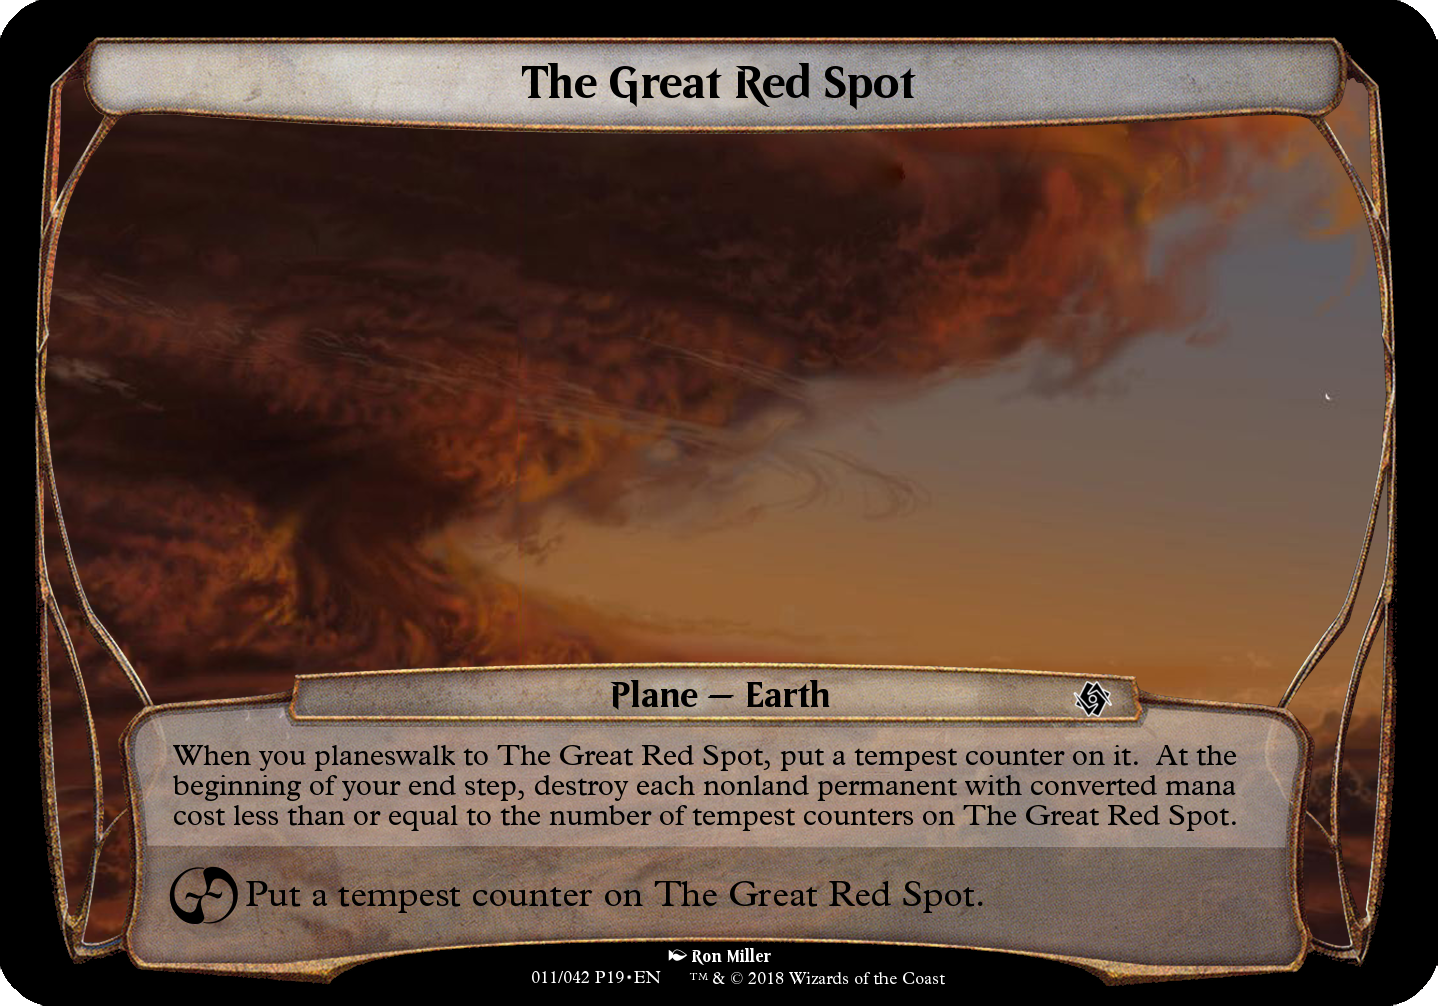 The Great Red Spot
Plane — Earth
When you planeswalk to The Great Red Spot, put a tempest counter on it.  At the
beginning of your end step, destroy each nonland permanent with converted mana
cost less than or equal to the number of tempest counters on The Great Red Spot.
Put a tempest counter on The Great Red Spot.
Ron Miller
011/042 P19•EN ™ & © 2018 Wizards of the Coast